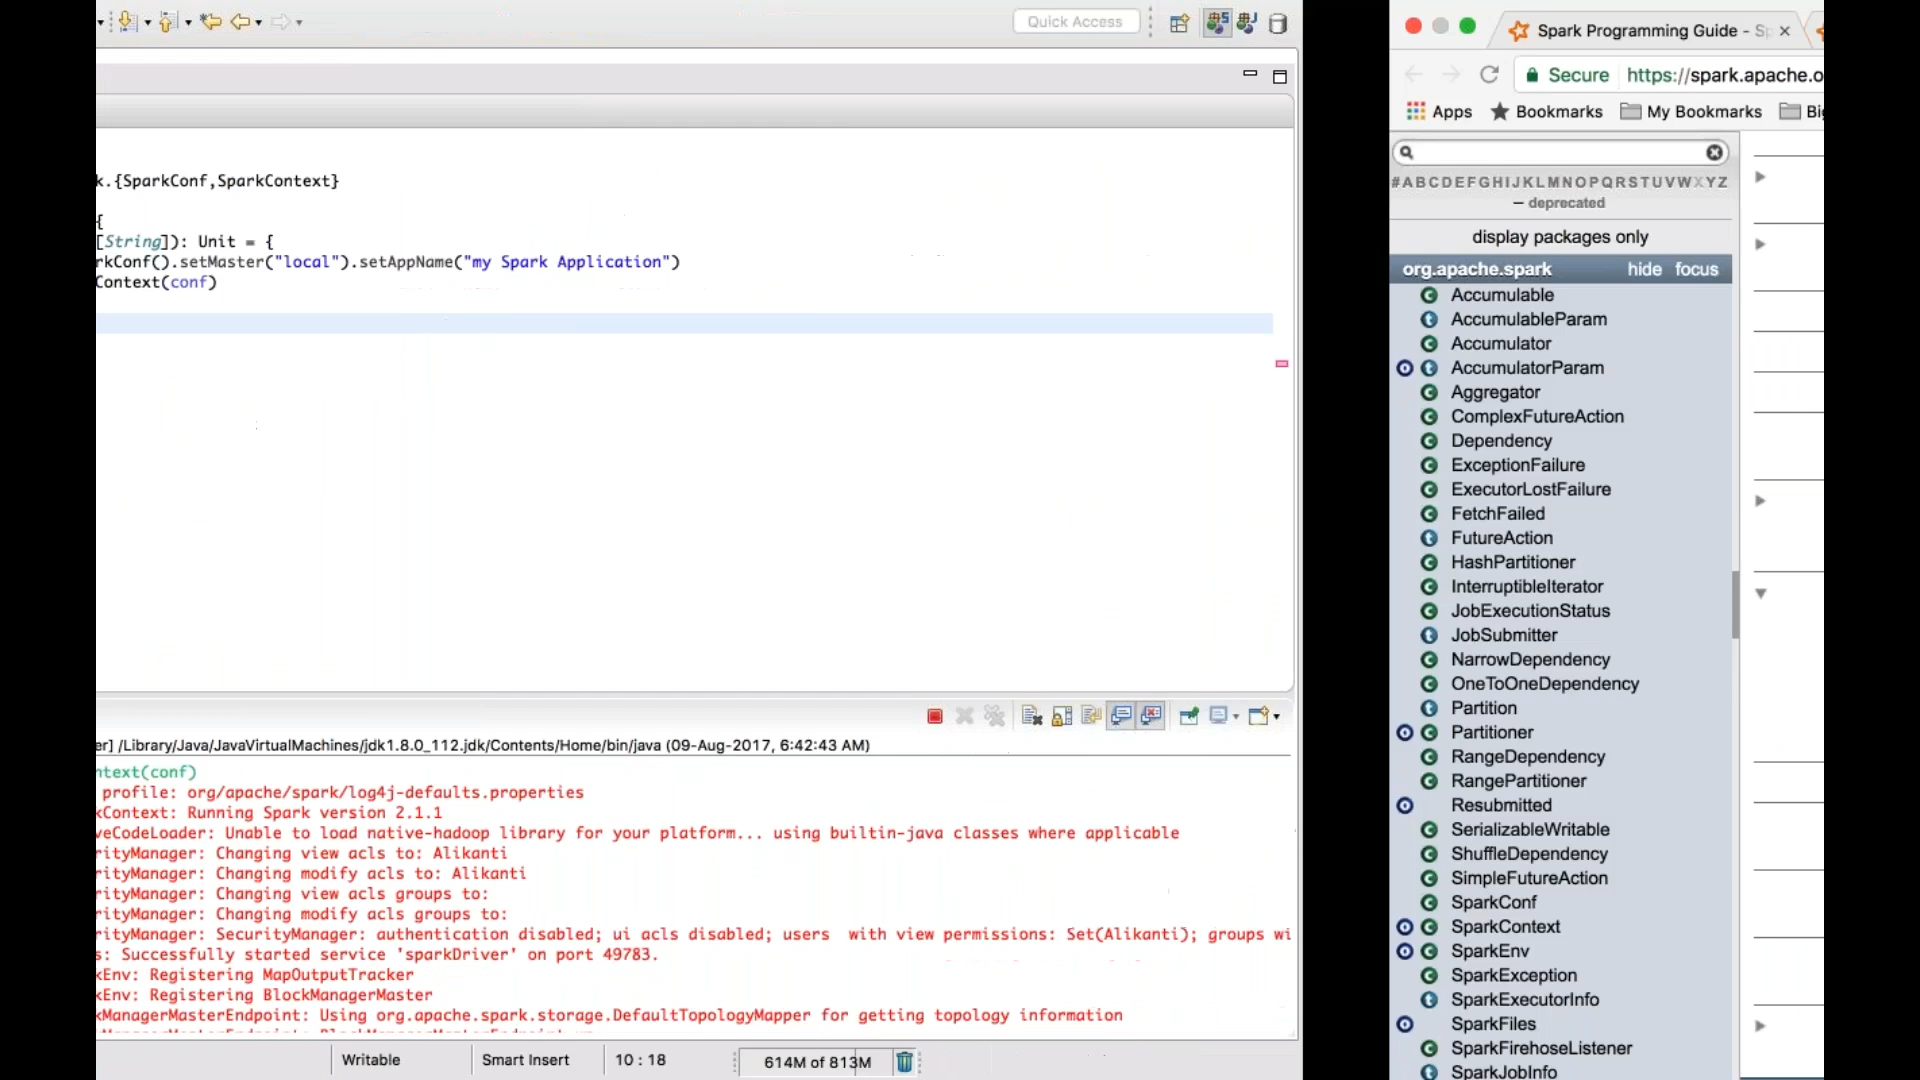 Quick Access
k.{SparkConf,SparkContext}
{
[String]): Unit = {
rkConf().setMaster("local").setAppName("my Spark Application")
Context(conf)
er] /Library/Java/JavaVirtualMachines/jdk1.8.0_112.jdk/Contents/Home/bin/java (09-Aug-2017, 6:42:43 AM)
ntext(conf)
profile: org/apache/spark/log4j-defaults.properties
kContext: Running Spark version 2.1.1
veCodeLoader: Unable to load native-hadoop library for your platform... using builtin-java classes where applicable
rityManager: Changing view acls to: Alikanti
rityManager: Changing modify acls to: Alikanti
rityManager: Changing view acls groups to:
rityManager: Changing modify acls groups to:
rityManager: SecurityManager: authentication disabled; ui acls disabled; users  with view permissions: Set(Alikanti); groups wi
s: Successfully started service 'sparkDriver' on port 49783.
kEnv: Registering MapOutputTracker
kEnv: Registering BlockManagerMaster
kManagerMasterEndpoint: Using org.apache.spark.storage.DefaultTopologyMapper for getting topology information
Writable
Smart Insert
10 : 18
614M of 813M
Spark Programming Guide - Sp
Secure
https://spark.apache.o
Apps
Bookmarks
My Bookmarks
Big
#ABCDEFGHIJKLMNOPQRSTUVWXYZ
– deprecated
display packages only
org.apache.spark hide focus
Accumulable
AccumulableParam
Accumulator
AccumulatorParam
Aggregator
ComplexFutureAction
Dependency
ExceptionFailure
ExecutorLostFailure
FetchFailed
FutureAction
HashPartitioner
InterruptibleIterator
JobExecutionStatus
JobSubmitter
NarrowDependency
OneToOneDependency
Partition
Partitioner
RangeDependency
RangePartitioner
Resubmitted
SerializableWritable
ShuffleDependency
SimpleFutureAction
SparkConf
SparkContext
SparkEnv
SparkException
SparkExecutorInfo
SparkFiles
SparkFirehoseListener
SparkJobInfo